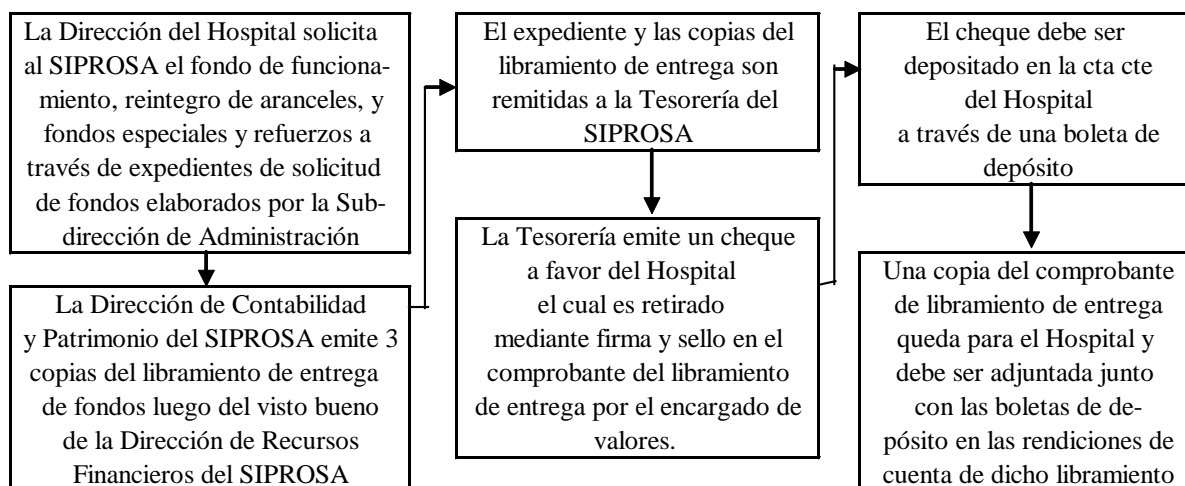 La Dirección del Hospital solicita
al SIPROSA el fondo de funciona-
miento, reintegro de aranceles, y
fondos especiales y refuerzos a
través de expedientes de solicitud
de fondos elaborados por la Sub-
dirección de Administración
La Dirección de Contabilidad
y Patrimonio del SIPROSA emite 3
copias del libramiento de entrega
de fondos luego del visto bueno
de la Dirección de Recursos
Financieros del SIPROSA
El expediente y las copias del
libramiento de entrega son
remitidas a la Tesorería del
SIPROSA
La Tesorería emite un cheque
a favor del Hospital
el cual es retirado
mediante firma y sello en el
comprobante del libramiento
de entrega por el encargado de
valores.
El cheque debe ser
depositado en la cta cte
del Hospital
a través de una boleta de
depósito
Una copia del comprobante
de libramiento de entrega
queda para el Hospital y
debe ser adjuntada junto
con las boletas de de-
pósito en las rendiciones de
cuenta de dicho libramiento